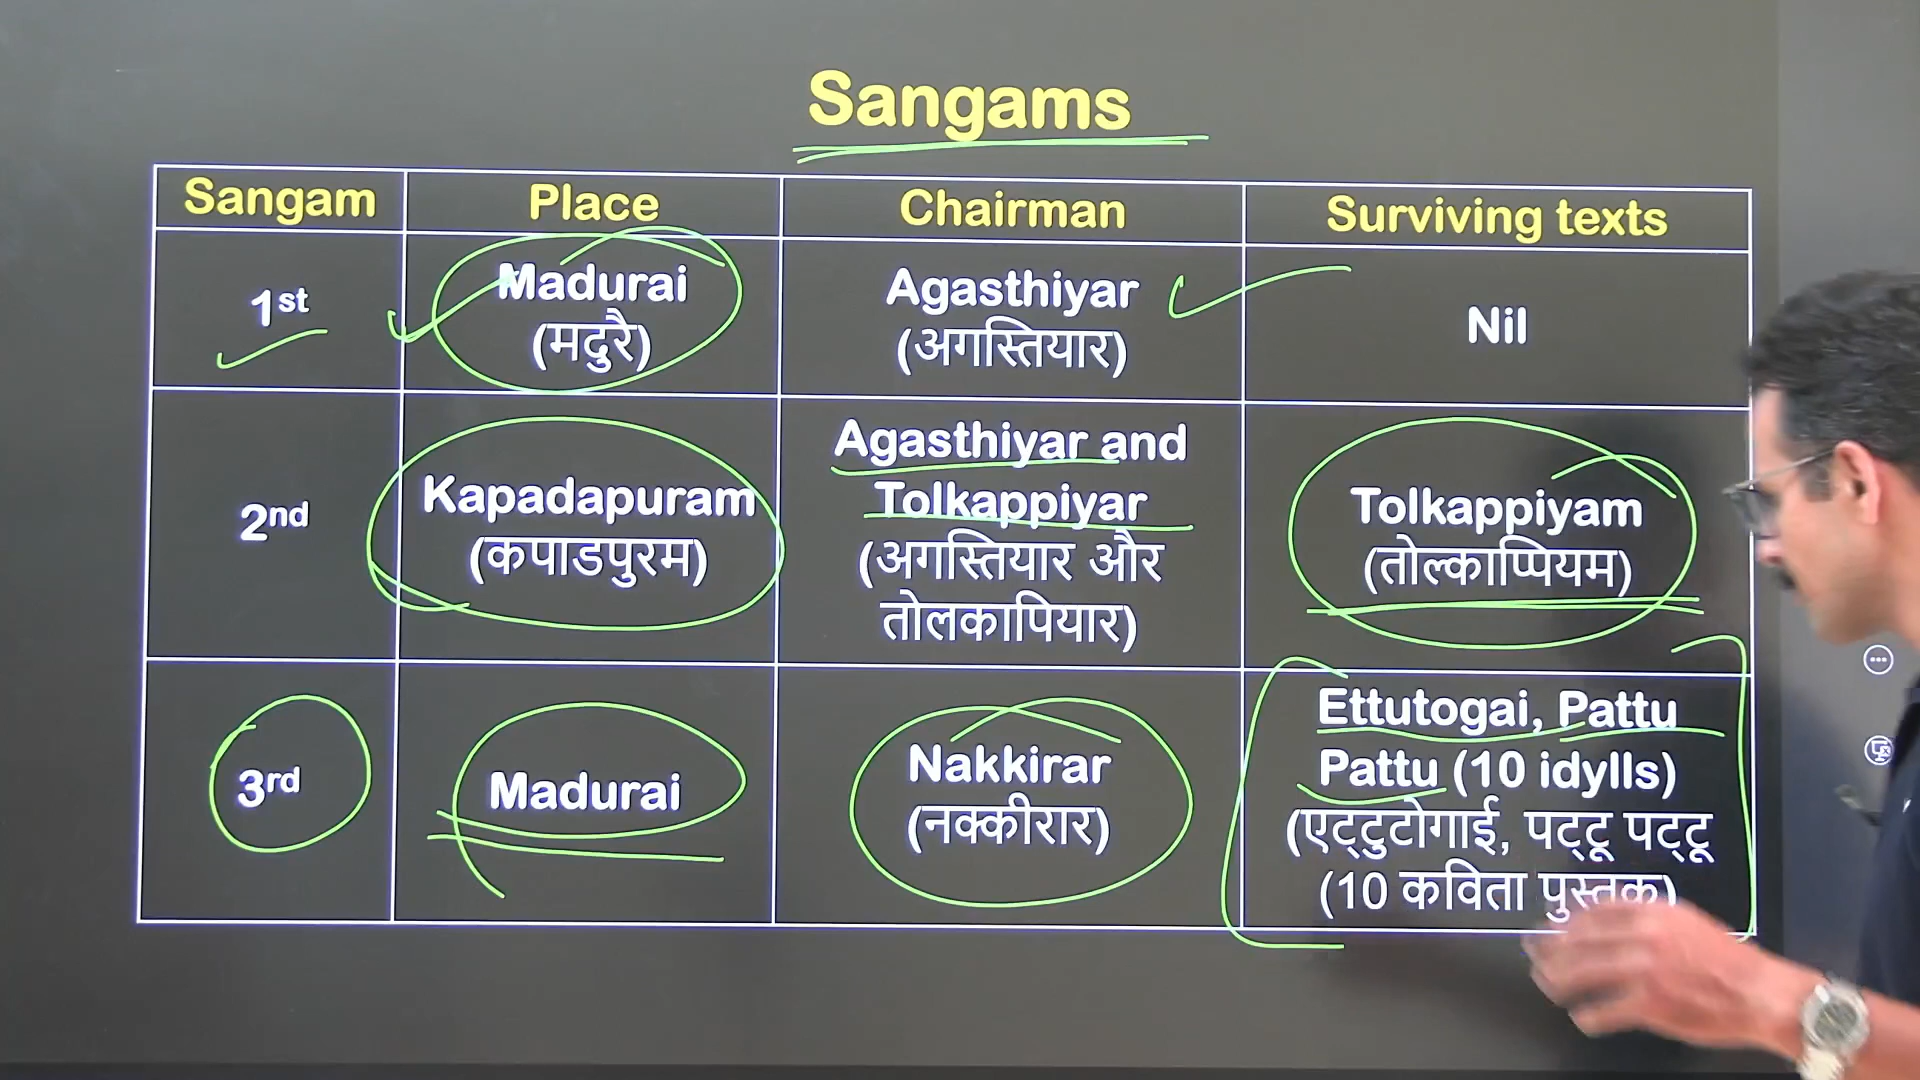 Sangams
Sangam
Place
Chairman
Surviving texts
1st
Madurai
(मदुरै)
Agasthiyar
(अगस्तियार)
Nil
2nd
Kapadapuram
(कपाडपुरम)
Agasthiyar and
Tolkappiyar
(अगस्तियार और
तोलकापियार)
Tolkappiyam
(तोल्काप्पियम)
3rd
Madurai
Nakkirar
(नक्कीरार)
Ettutogai, Pattu
Pattu (10 idylls)
(एट्टुटोगाई, पट्टू पट्टू
(10 कविता पुस्तक)